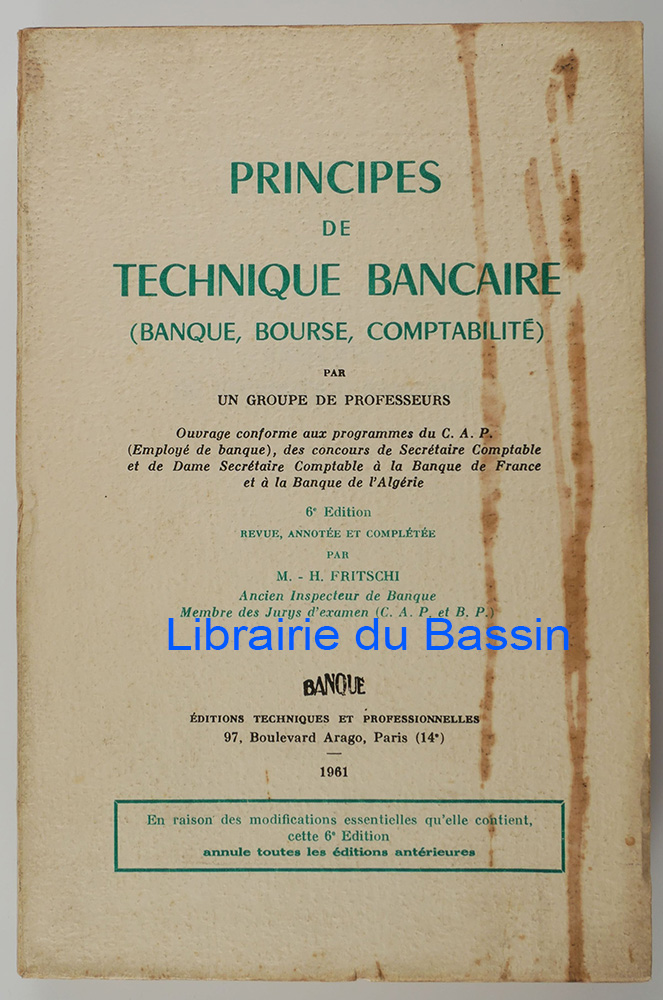 PRINCIPES
DE
TECHNIQUE BANCAIRE
(BANQUE, BOURSE, COMPTABILITÉ)
PAR
UN GROUPE DE PROFESSEURS
Ouvrage conforme aux programmes du C. A. P.
(Employé de banque), des concours de Secrétaire Comptable
et de Dame Secrétaire Comptable à la Banque de France
et à la Banque de l'Algérie
6e Edition
REVUE, ANNOTÉE ET COMPLÉTÉE
PAR
M. - H. FRITSCHI
Ancien Inspecteur de Banque
Membre des Jurys d'examen (C. A. P. et B. P.)
Librairie du Bassin
BANQUE
ÉDITIONS TECHNIQUES ET PROFESSIONNELLES
97, Boulevard Arago, Paris (14e)
1961
En raison des modifications essentielles qu'elle contient,
cette 6e Edition
annule toutes les éditions antérieures